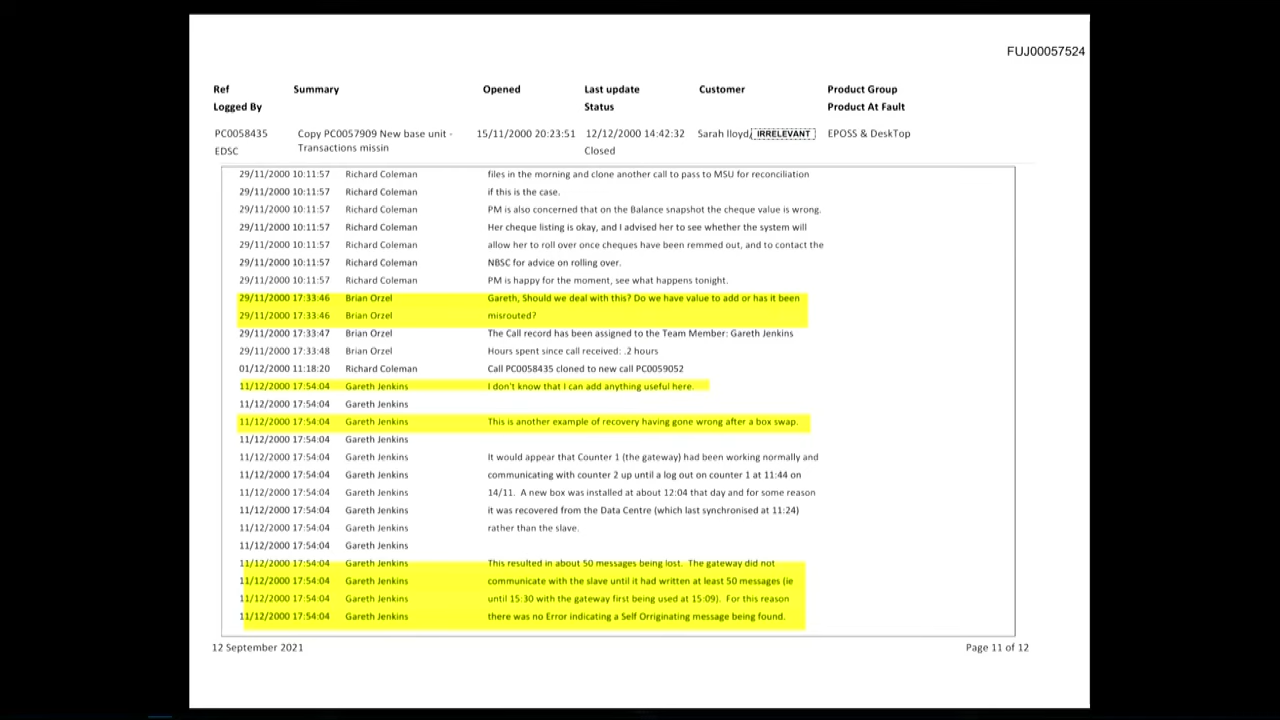 FUJ00057524
Ref Summary Opened Last update Customer Product Group
Logged By Status Product At Fault
PC0058435 Copy PC0057909 New base unit - 15/11/2000 20:23:51 12/12/2000 14:42:32 Sarah lloyd, IRRELEVANT EPOSS & DeskTop
EDSC Transactions missin Closed
29/11/2000 10:11:57 Richard Coleman files in the morning and clone another call to pass to MSU for reconciliation
29/11/2000 10:11:57 Richard Coleman if this is the case.
29/11/2000 10:11:57 Richard Coleman PM is also concerned that on the Balance snapshot the cheque value is wrong.
29/11/2000 10:11:57 Richard Coleman Her cheque listing is okay, and I advised her to see whether the system will
29/11/2000 10:11:57 Richard Coleman allow her to roll over once cheques have been remmed out, and to contact the
29/11/2000 10:11:57 Richard Coleman NBSC for advice on rolling over.
29/11/2000 10:11:57 Richard Coleman PM is happy for the moment, see what happens tonight.
29/11/2000 17:33:46 Brian Orzel Gareth, Should we deal with this? Do we have value to add or has it been
29/11/2000 17:33:46 Brian Orzel misrouted?
29/11/2000 17:33:47 Brian Orzel The Call record has been assigned to the Team Member: Gareth Jenkins
29/11/2000 17:33:48 Brian Orzel Hours spent since call received: .2 hours
01/12/2000 11:18:20 Richard Coleman Call PC0058435 cloned to new call PC0059052
11/12/2000 17:54:04 Gareth Jenkins I don't know that I can add anything useful here.
11/12/2000 17:54:04 Gareth Jenkins
11/12/2000 17:54:04 Gareth Jenkins This is another example of recovery having gone wrong after a box swap.
11/12/2000 17:54:04 Gareth Jenkins
11/12/2000 17:54:04 Gareth Jenkins It would appear that Counter 1 (the gateway) had been working normally and
11/12/2000 17:54:04 Gareth Jenkins communicating with counter 2 up until a log out on counter 1 at 11:44 on
11/12/2000 17:54:04 Gareth Jenkins 14/11. A new box was installed at about 12:04 that day and for some reason
11/12/2000 17:54:04 Gareth Jenkins it was recovered from the Data Centre (which last synchronised at 11:24)
11/12/2000 17:54:04 Gareth Jenkins rather than the slave.
11/12/2000 17:54:04 Gareth Jenkins
11/12/2000 17:54:04 Gareth Jenkins This resulted in about 50 messages being lost. The gateway did not
11/12/2000 17:54:04 Gareth Jenkins communicate with the slave until it had written at least 50 messages (ie
11/12/2000 17:54:04 Gareth Jenkins until 15:30 with the gateway first being used at 15:09). For this reason
11/12/2000 17:54:04 Gareth Jenkins there was no Error indicating a Self Orriginating message being found.
12 September 2021 Page 11 of 12